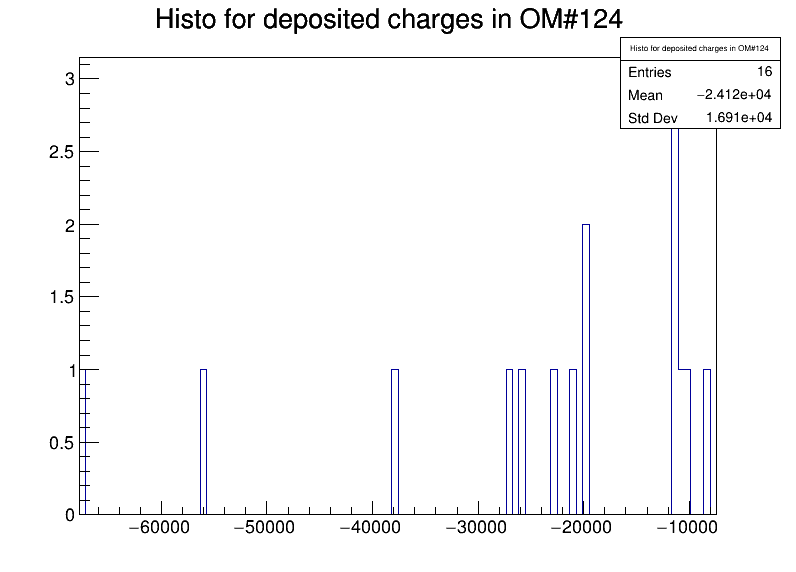 Histo for deposited charges in OM#124
Histo for deposited charges in OM#124
Entries 16
Mean −2.412e+04
Std Dev 1.691e+04
3
2.5
2
1.5
1
0.5
0
−60000 −50000 −40000 −30000 −20000 −10000